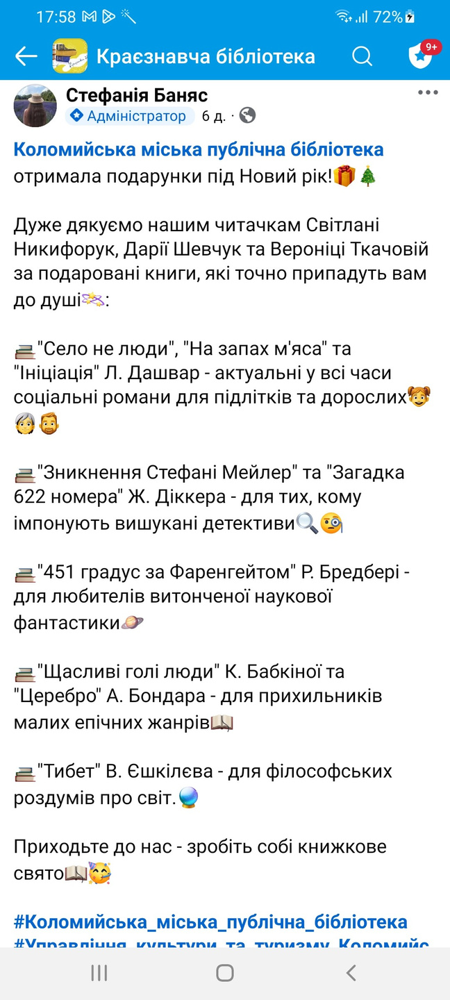 17:58 72%
Краєзнавча бібліотека 9+
Стефанія Баняс
Адміністратор 6 д. ·
Коломийська міська публічна бібліотека
отримала подарунки під Новий рік!🎁🎄
Дуже дякуємо нашим читачкам Світлані
Никифорук, Дарії Шевчук та Вероніці Ткачовій
за подаровані книги, які точно припадуть вам
до душі💫:
📚"Село не люди", "На запах м'яса" та
"Ініціація" Л. Дашвар - актуальні у всі часи
соціальні романи для підлітків та дорослих👧
🧓🧔
📚"Зникнення Стефані Мейлер" та "Загадка
622 номера" Ж. Діккера - для тих, кому
імпонують вишукані детективи🔍🧐
📚"451 градус за Фаренгейтом" Р. Бредбері -
для любителів витонченої наукової
фантастики🪐
📚"Щасливі голі люди" К. Бабкіної та
"Церебро" А. Бондара - для прихильників
малих епічних жанрів📖
📚"Тибет" В. Єшкілєва - для філософських
роздумів про світ.🔮
Приходьте до нас - зробіть собі книжкове
свято📖🥳
#Коломийська_міська_публічна_бібліотека
#Управління_культури_та_туризму_Коломийс